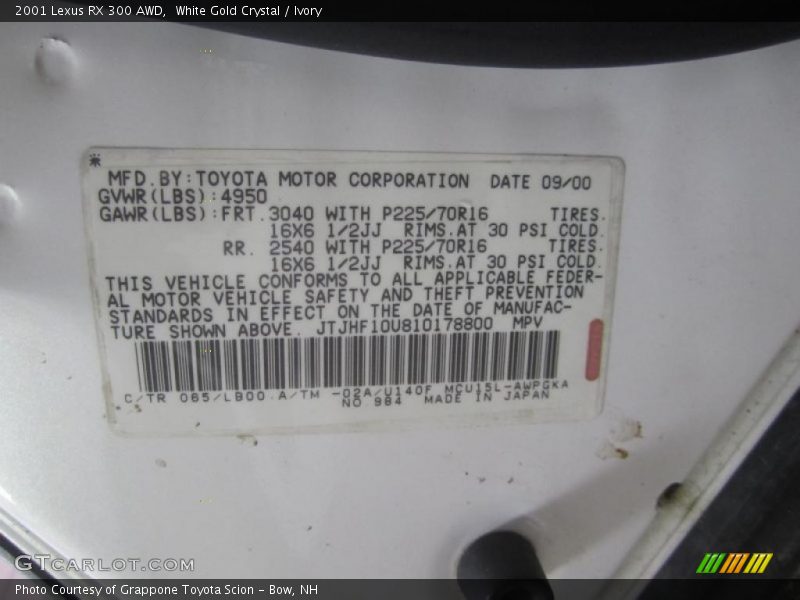 2001 Lexus RX 300 AWD,  White Gold Crystal / Ivory
MFD.BY:TOYOTA MOTOR CORPORATION DATE 09/00
GVWR(LBS):4950
GAWR(LBS):FRT.3040 WITH P225/70R16 TIRES.
16X6 1/2JJ RIMS.AT 30 PSI COLD.
RR. 2540 WITH P225/70R16 TIRES.
16X6 1/2JJ RIMS.AT 30 PSI COLD.
THIS VEHICLE CONFORMS TO ALL APPLICABLE FEDER-
AL MOTOR VEHICLE SAFETY AND THEFT PREVENTION
STANDARDS IN EFFECT ON THE DATE OF MANUFAC-
TURE SHOWN ABOVE. JTJHF10U810178800 MPV
C/TR 065/LB00.A/TM -02A/U140F MCU15L-AWPGKA
NO 984 MADE IN JAPAN
GTCARLOT.COM
Photo Courtesy of Grappone Toyota Scion - Bow, NH